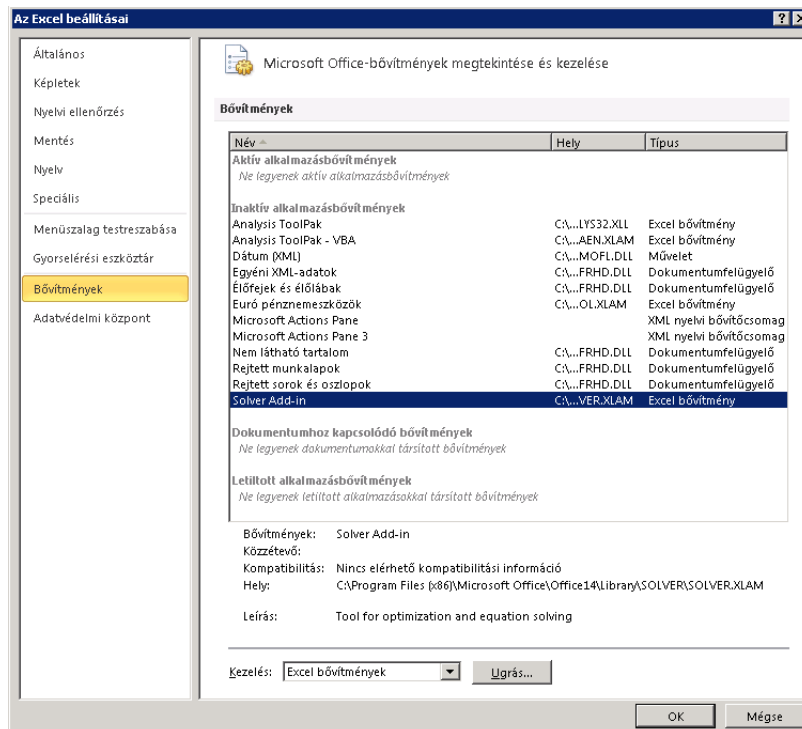 Az Excel beállításai
Általános
Képletek
Nyelvi ellenőrzés
Mentés
Nyelv
Speciális
Menüszalag testreszabása
Gyorselérési eszköztár
Bővítmények
Adatvédelmi központ
Microsoft Office-bővítmények megtekintése és kezelése
Bővítmények
Név Hely Típus
Aktív alkalmazásbővítmények
Ne legyenek aktív alkalmazásbővítmények
Inaktív alkalmazásbővítmények
Analysis ToolPak C:\...LYS32.XLL Excel bővítmény
Analysis ToolPak - VBA C:\...AEN.XLAM Excel bővítmény
Dátum (XML) C:\...MOFL.DLL Művelet
Egyéni XML-adatok C:\...FRHD.DLL Dokumentumfelügyelő
Élőfejek és élőlábak C:\...FRHD.DLL Dokumentumfelügyelő
Euró pénznemeszközök C:\...OL.XLAM Excel bővítmény
Microsoft Actions Pane XML nyelvi bővítőcsomag
Microsoft Actions Pane 3 XML nyelvi bővítőcsomag
Nem látható tartalom C:\...FRHD.DLL Dokumentumfelügyelő
Rejtett munkalapok C:\...FRHD.DLL Dokumentumfelügyelő
Rejtett sorok és oszlopok C:\...FRHD.DLL Dokumentumfelügyelő
Solver Add-in C:\...VER.XLAM Excel bővítmény
Dokumentumhoz kapcsolódó bővítmények
Ne legyenek dokumentumokkal társított bővítmények
Letiltott alkalmazásbővítmények
Ne legyenek letiltott alkalmazásokkal társított bővítmények
Bővítmények: Solver Add-in
Közzétevő:
Kompatibilitás: Nincs elérhető kompatibilitási információ
Hely: C:\Program Files (x86)\Microsoft Office\Office14\Library\SOLVER\SOLVER.XLAM
Leírás: Tool for optimization and equation solving
Kezelés: Excel bővítmények Ugrás...
OK Mégse